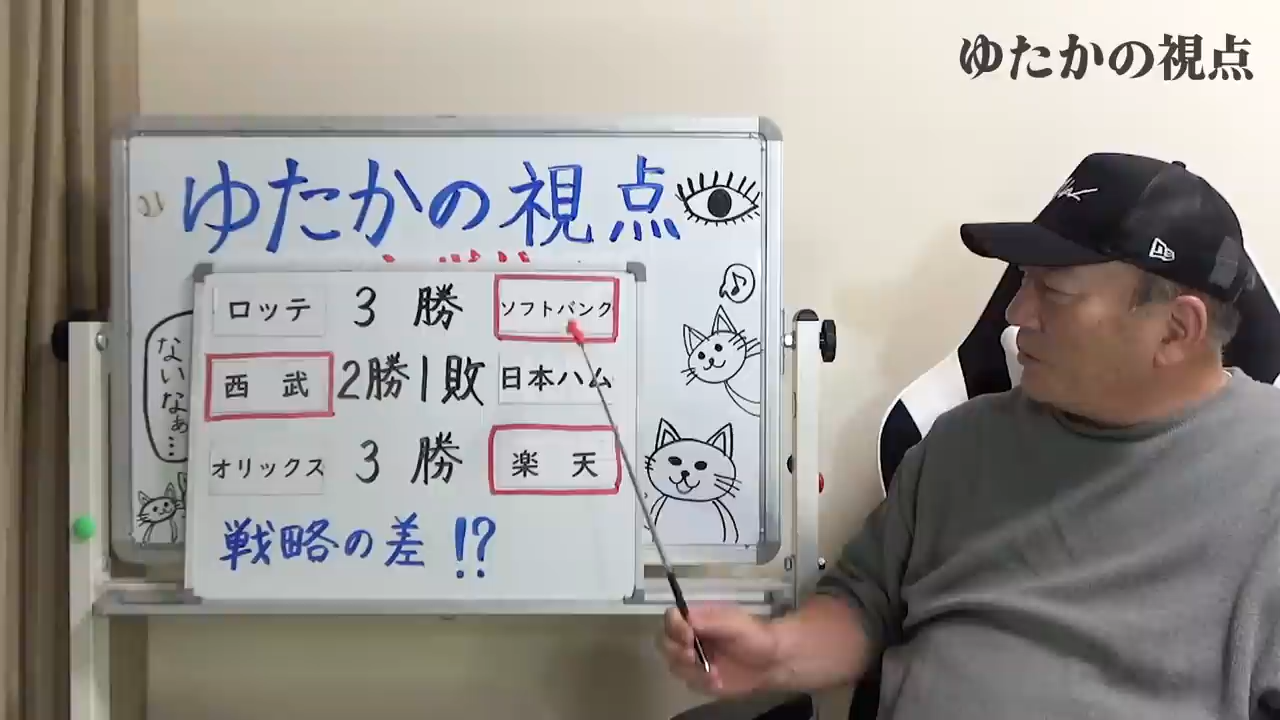 ゆたかの視点
ゆたかの視点
ロッテ 3勝 ソフトバンク
西武 2勝1敗 日本ハム
オリックス 3勝 楽天
戦略の差!?
ないなぁ…